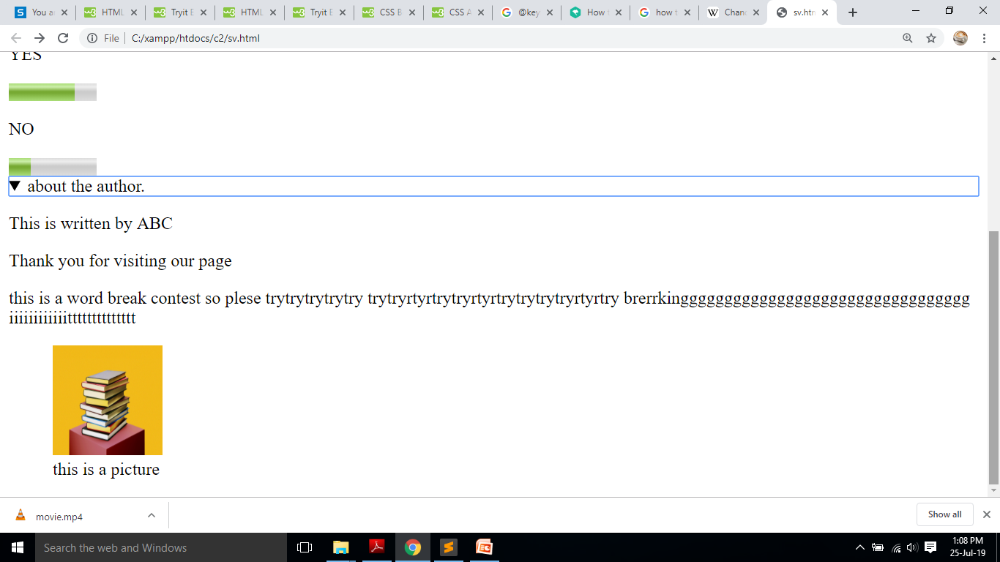 You a
HTML
Tryit E
HTML
Tryit E
CSS B
CSS A
@key
How
how t
Chan
sv.htm
File
C:/xampp/htdocs/c2/sv.html
YES
NO
about the author.
This is written by ABC
Thank you for visiting our page
this is a word break contest so plese trytrytrytrytry trytryrtyrtrytryrtyrtrytrytrytryrtyrtry brerrkinggggggggggggggggggggggggggggggggg
iiiiiiiiiiiiitttttttttttttt
this is a picture
movie.mp4
Show all
Search the web and Windows
1:08 PM
25-Jul-19